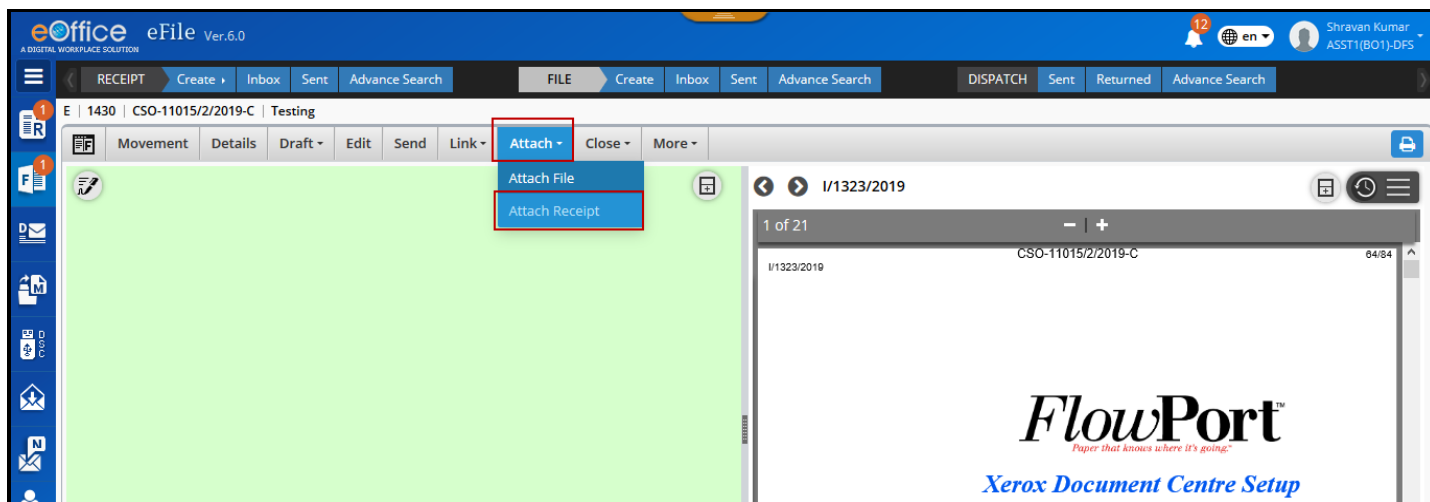 eOffice eFile Ver.6.0
A DIGITAL WORKPLACE SOLUTION
12
en
Shravan Kumar
ASST1(BO1)-DFS
RECEIPT Create Inbox Sent Advance Search FILE Create Inbox Sent Advance Search DISPATCH Sent Returned Advance Search
E | 1430 | CSO-11015/2/2019-C | Testing
1
R
Movement Details Draft Edit Send Link Attach Close More
Attach File
Attach Receipt
1
F
I/1323/2019
1 of 21
I/1323/2019
CSO-11015/2/2019-C
64/84
D
M
DSC
N
FlowPort™
Paper that knows where it's going.™
Xerox Document Centre Setup